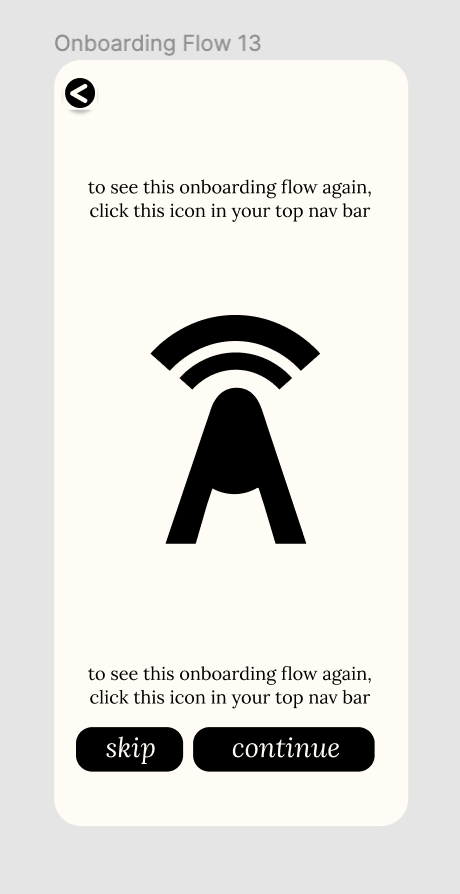 Onboarding Flow 13
to see this onboarding flow again,
click this icon in your top nav bar
to see this onboarding flow again,
click this icon in your top nav bar
skip continue